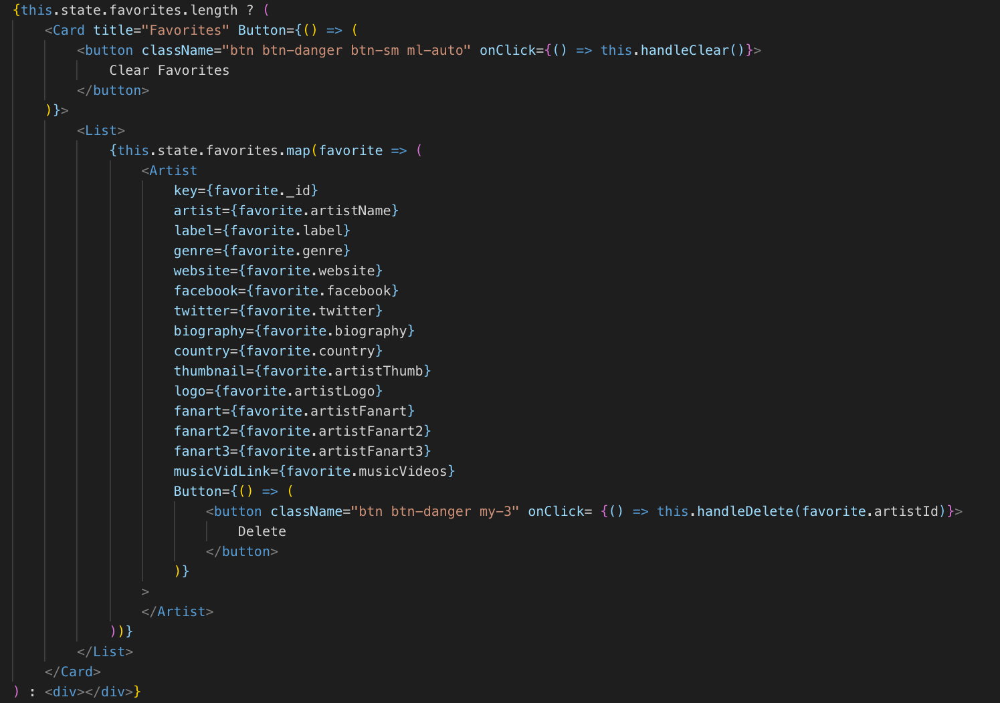 {this.state.favorites.length ? (
    <Card title="Favorites" Button={() => (
        <button className="btn btn-danger btn-sm ml-auto" onClick={() => this.handleClear()}>
            Clear Favorites
        </button>
    )}>
        <List>
            {this.state.favorites.map(favorite => (
                <Artist
                    key={favorite._id}
                    artist={favorite.artistName}
                    label={favorite.label}
                    genre={favorite.genre}
                    website={favorite.website}
                    facebook={favorite.facebook}
                    twitter={favorite.twitter}
                    biography={favorite.biography}
                    country={favorite.country}
                    thumbnail={favorite.artistThumb}
                    logo={favorite.artistLogo}
                    fanart={favorite.artistFanart}
                    fanart2={favorite.artistFanart2}
                    fanart3={favorite.artistFanart3}
                    musicVidLink={favorite.musicVideos}
                    Button={() => (
                        <button className="btn btn-danger my-3" onClick= {() => this.handleDelete(favorite.artistId)}>
                            Delete
                        </button>
                    )}
                >
                </Artist>
            ))}
        </List>
    </Card>
) : <div></div>}